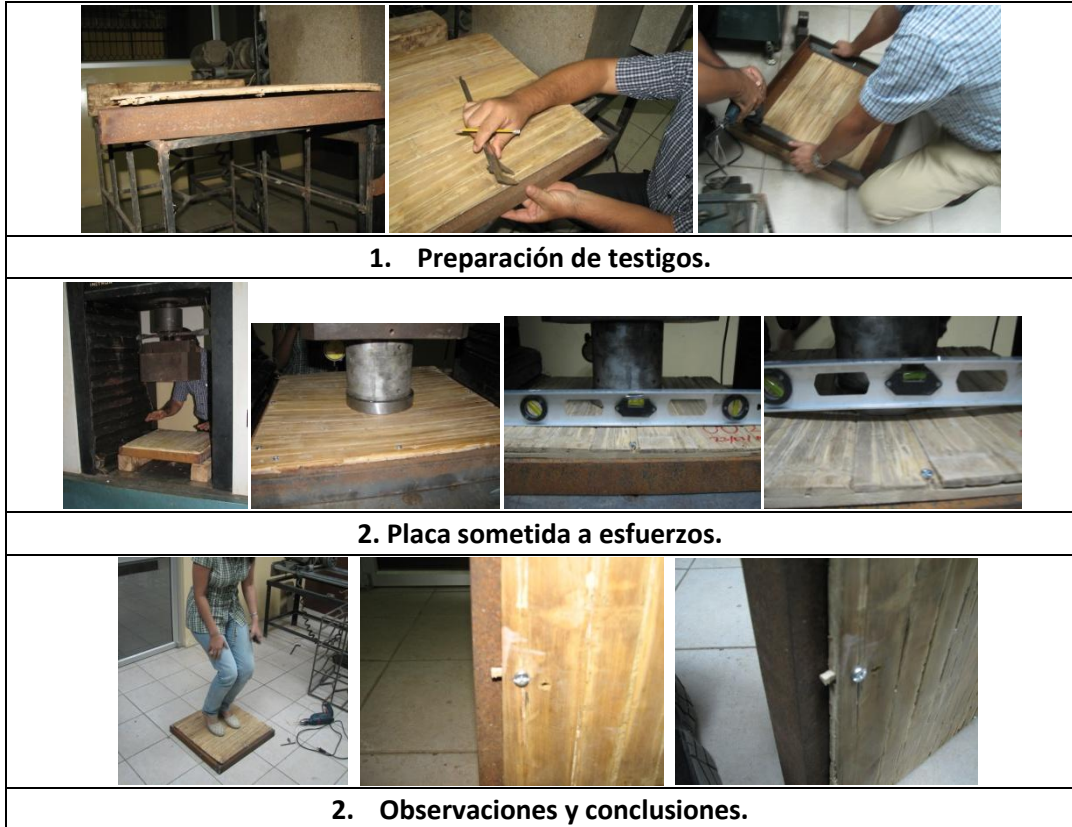 1. Preparación de testigos.
2. Placa sometida a esfuerzos.
2. Observaciones y conclusiones.